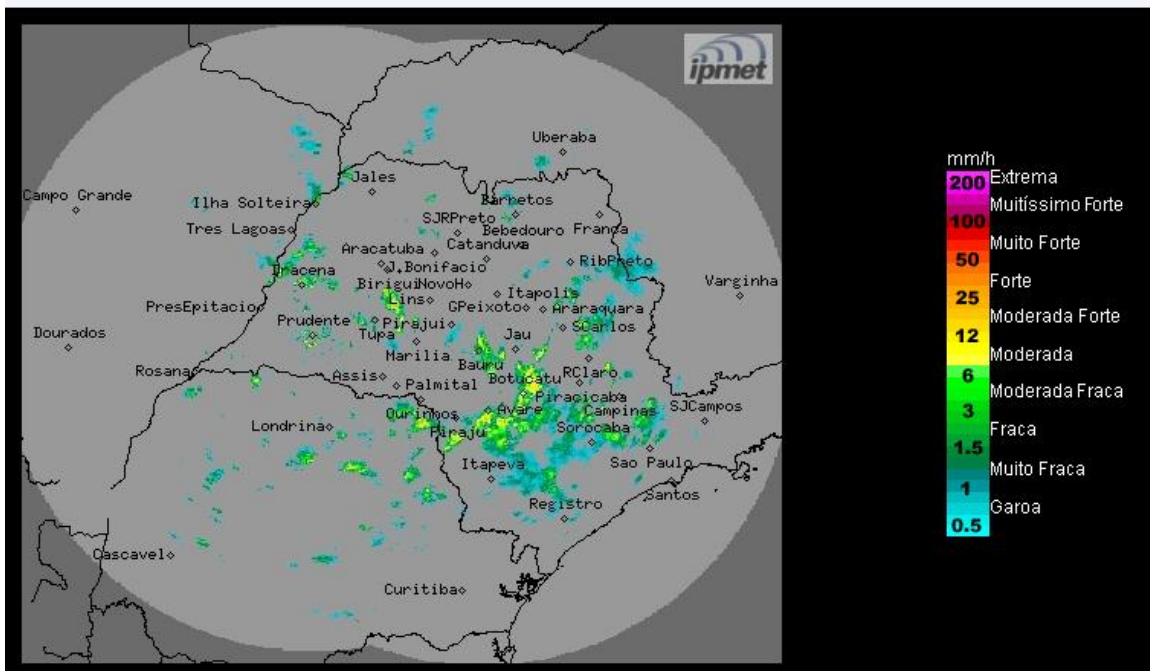 ipmet
Uberaba
Campo Grande
Jales
Ilha Solteira
Barretos
SJRPreto
Tres Lagoas
Bebedouro Franca
Aracatuba
Catanduva
Dracena
J.Bonifacio
RibPreto
Varginha
Birigui NovoH
Itapolis
PresEpitacio
Lins
GPeixoto
Araraquara
Dourados
Prudente
Tupa
Pirajui
SCarlos
Jau
Marilia
Bauru
Rosana
Assis
Botucatu
RClaro
Palmital
Piracicaba
Ourinhos
Avare
Campinas
SJCampos
Londrina
Piraju
Sorocaba
Itapeva
Sao Paulo
Registro
Santos
Cascavel
Curitiba
mm/h
200 Extrema
Muitíssimo Forte
100
Muito Forte
50
Forte
25
Moderada Forte
12
Moderada
6
Moderada Fraca
3
Fraca
1.5
Muito Fraca
1
Garoa
0.5